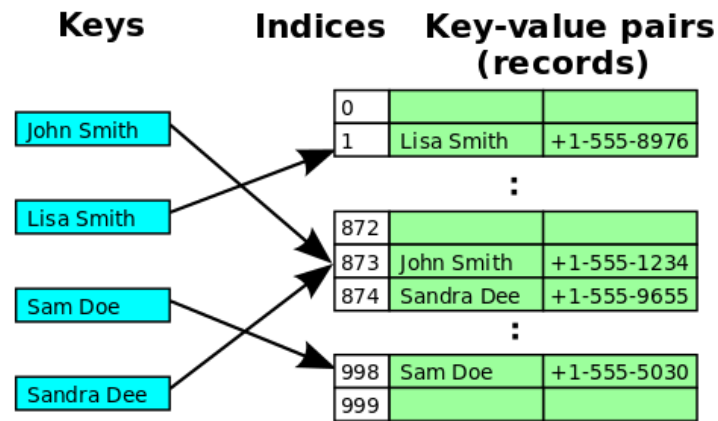 Keys
Indices
Key-value pairs
(records)
John Smith
Lisa Smith
Sam Doe
Sandra Dee
0
1 Lisa Smith +1-555-8976
:
872
873 John Smith +1-555-1234
874 Sandra Dee +1-555-9655
:
998 Sam Doe +1-555-5030
999